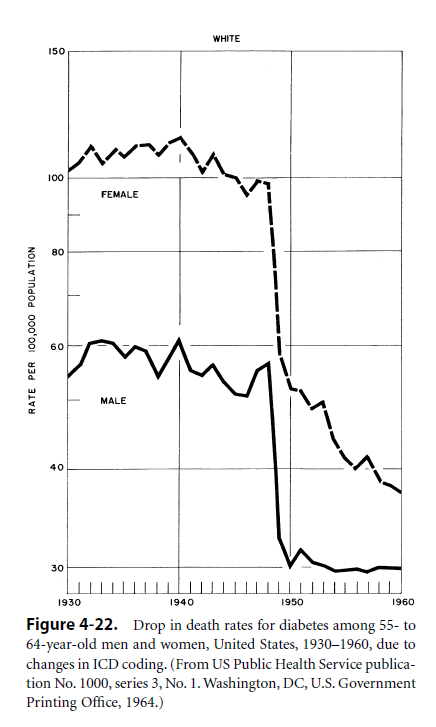 WHITE
150
100
FEMALE
80
RATE PER 100,000 POPULATION
60
MALE
40
30
1930 1940 1950 1960
Figure 4-22. Drop in death rates for diabetes among 55- to
64-year-old men and women, United States, 1930–1960, due to
changes in ICD coding. (From US Public Health Service publica-
tion No. 1000, series 3, No. 1. Washington, DC, U.S. Government
Printing Office, 1964.)